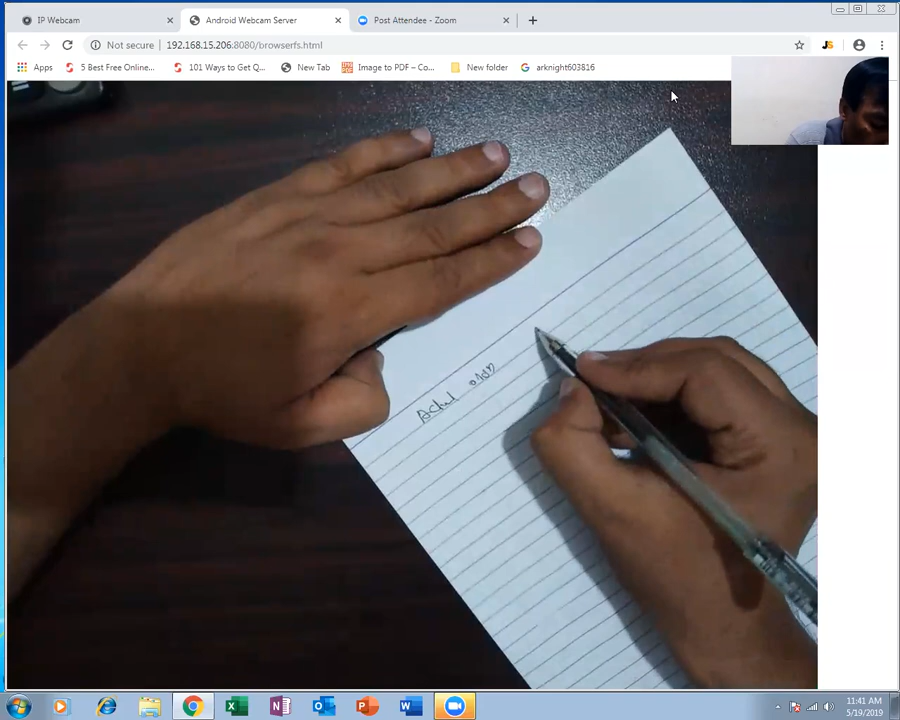 IP Webcam
Android Webcam Server
Post Attendee - Zoom
Not secure | 192.168.15.206:8080/browserfs.html
Apps
5 Best Free Online...
101 Ways to Get Q...
New Tab
Image to PDF – Co...
New folder
arknight603816
Actual
11:41 AM
5/19/2019